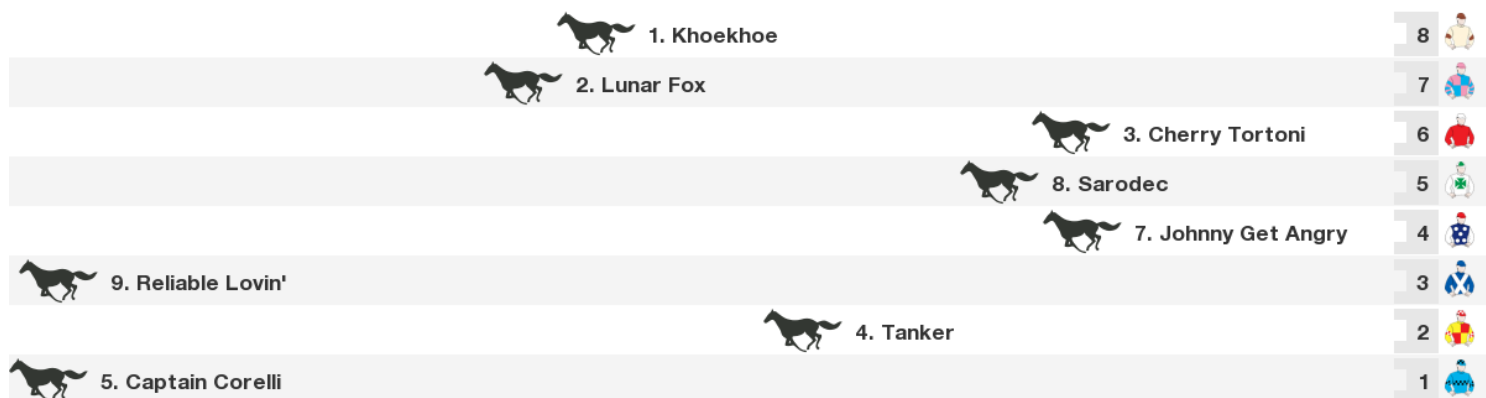 1. Khoekhoe 8
2. Lunar Fox 7
3. Cherry Tortoni 6
8. Sarodec 5
7. Johnny Get Angry 4
9. Reliable Lovin' 3
4. Tanker 2
5. Captain Corelli 1